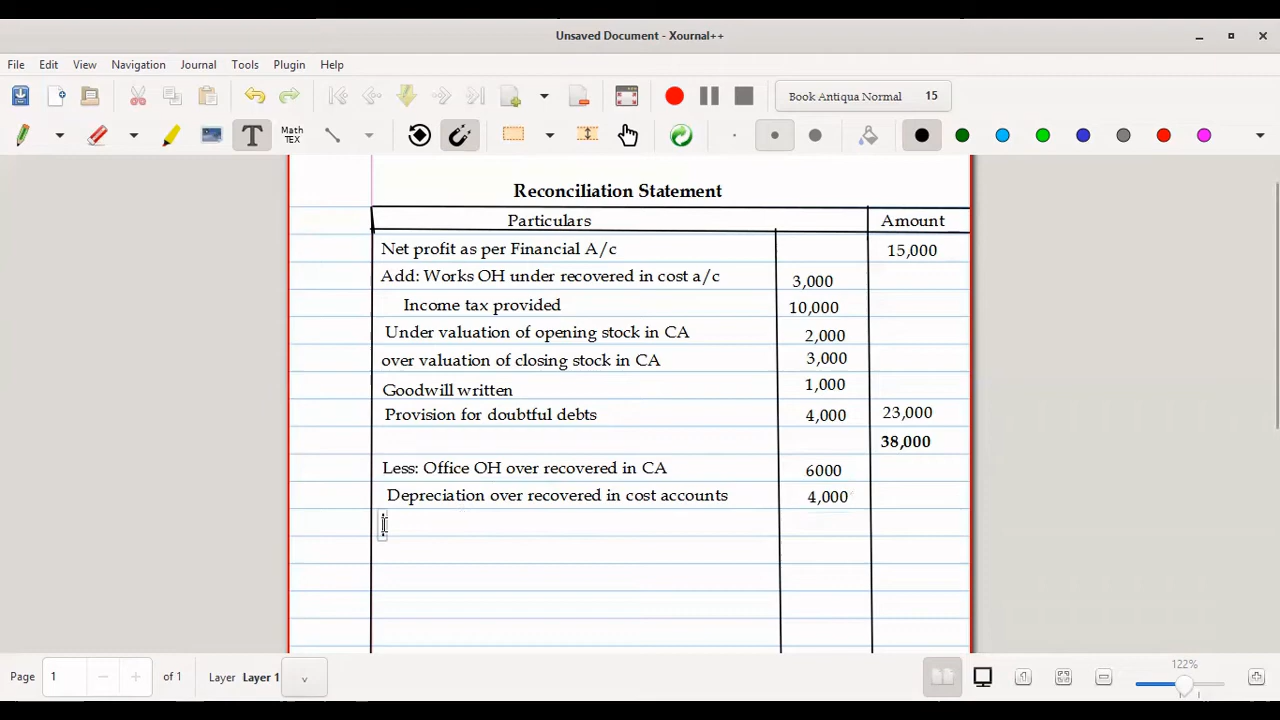 Unsaved Document - Xournal++
File Edit View Navigation Journal Tools Plugin Help
Book Antiqua Normal 15
Math
TEX
Reconciliation Statement
Particulars Amount
Net profit as per Financial A/c 15,000
Add: Works OH under recovered in cost a/c 3,000
Income tax provided 10,000
Under valuation of opening stock in CA 2,000
over valuation of closing stock in CA 3,000
Goodwill written 1,000
Provision for doubtful debts 4,000 23,000
38,000
Less: Office OH over recovered in CA 6000
Depreciation over recovered in cost accounts 4,000
Page 1 of 1 Layer Layer 1 122%